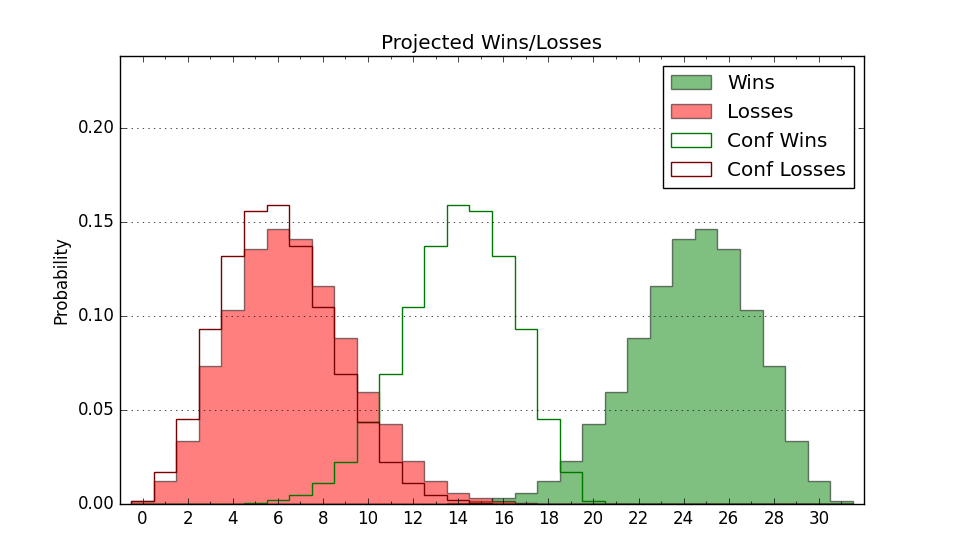 Projected Wins/Losses
Wins
Losses
Conf Wins
Conf Losses
Probability
0.20
0.15
0.10
0.05
0.00
0 2 4 6 8 10 12 14 16 18 20 22 24 26 28 30